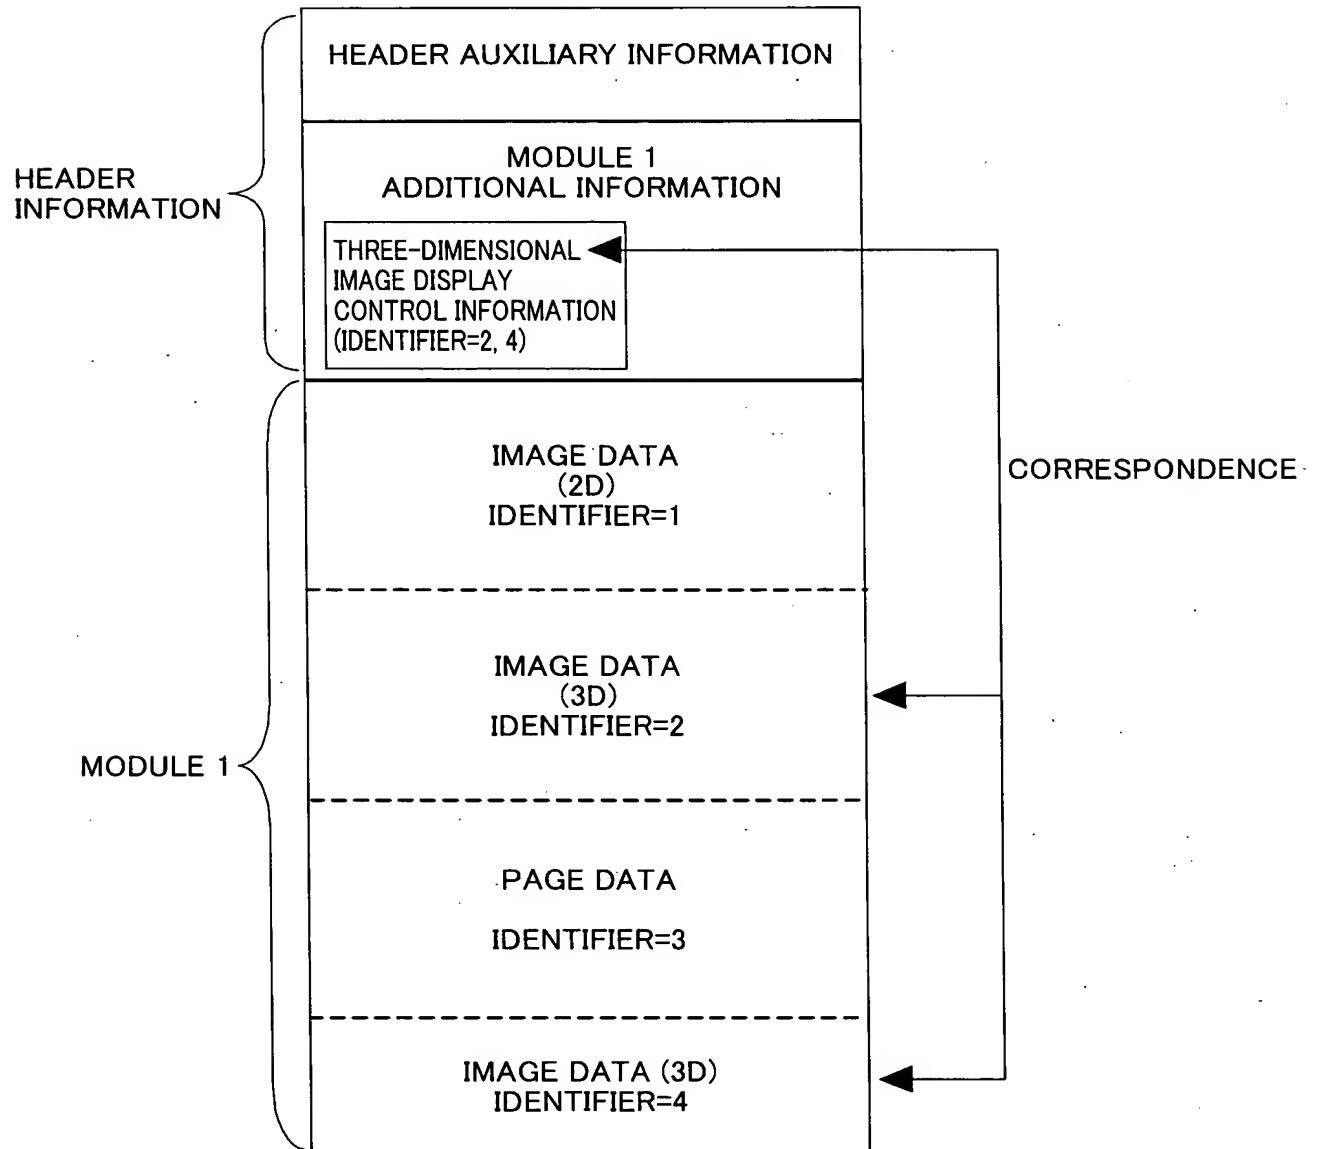 HEADER AUXILIARY INFORMATION
MODULE 1
ADDITIONAL INFORMATION
HEADER
INFORMATION
THREE-DIMENSIONAL
IMAGE DISPLAY
CONTROL INFORMATION
(IDENTIFIER=2, 4)
IMAGE DATA
(2D)
IDENTIFIER=1
CORRESPONDENCE
IMAGE DATA
(3D)
IDENTIFIER=2
MODULE 1
PAGE DATA
IDENTIFIER=3
IMAGE DATA (3D)
IDENTIFIER=4